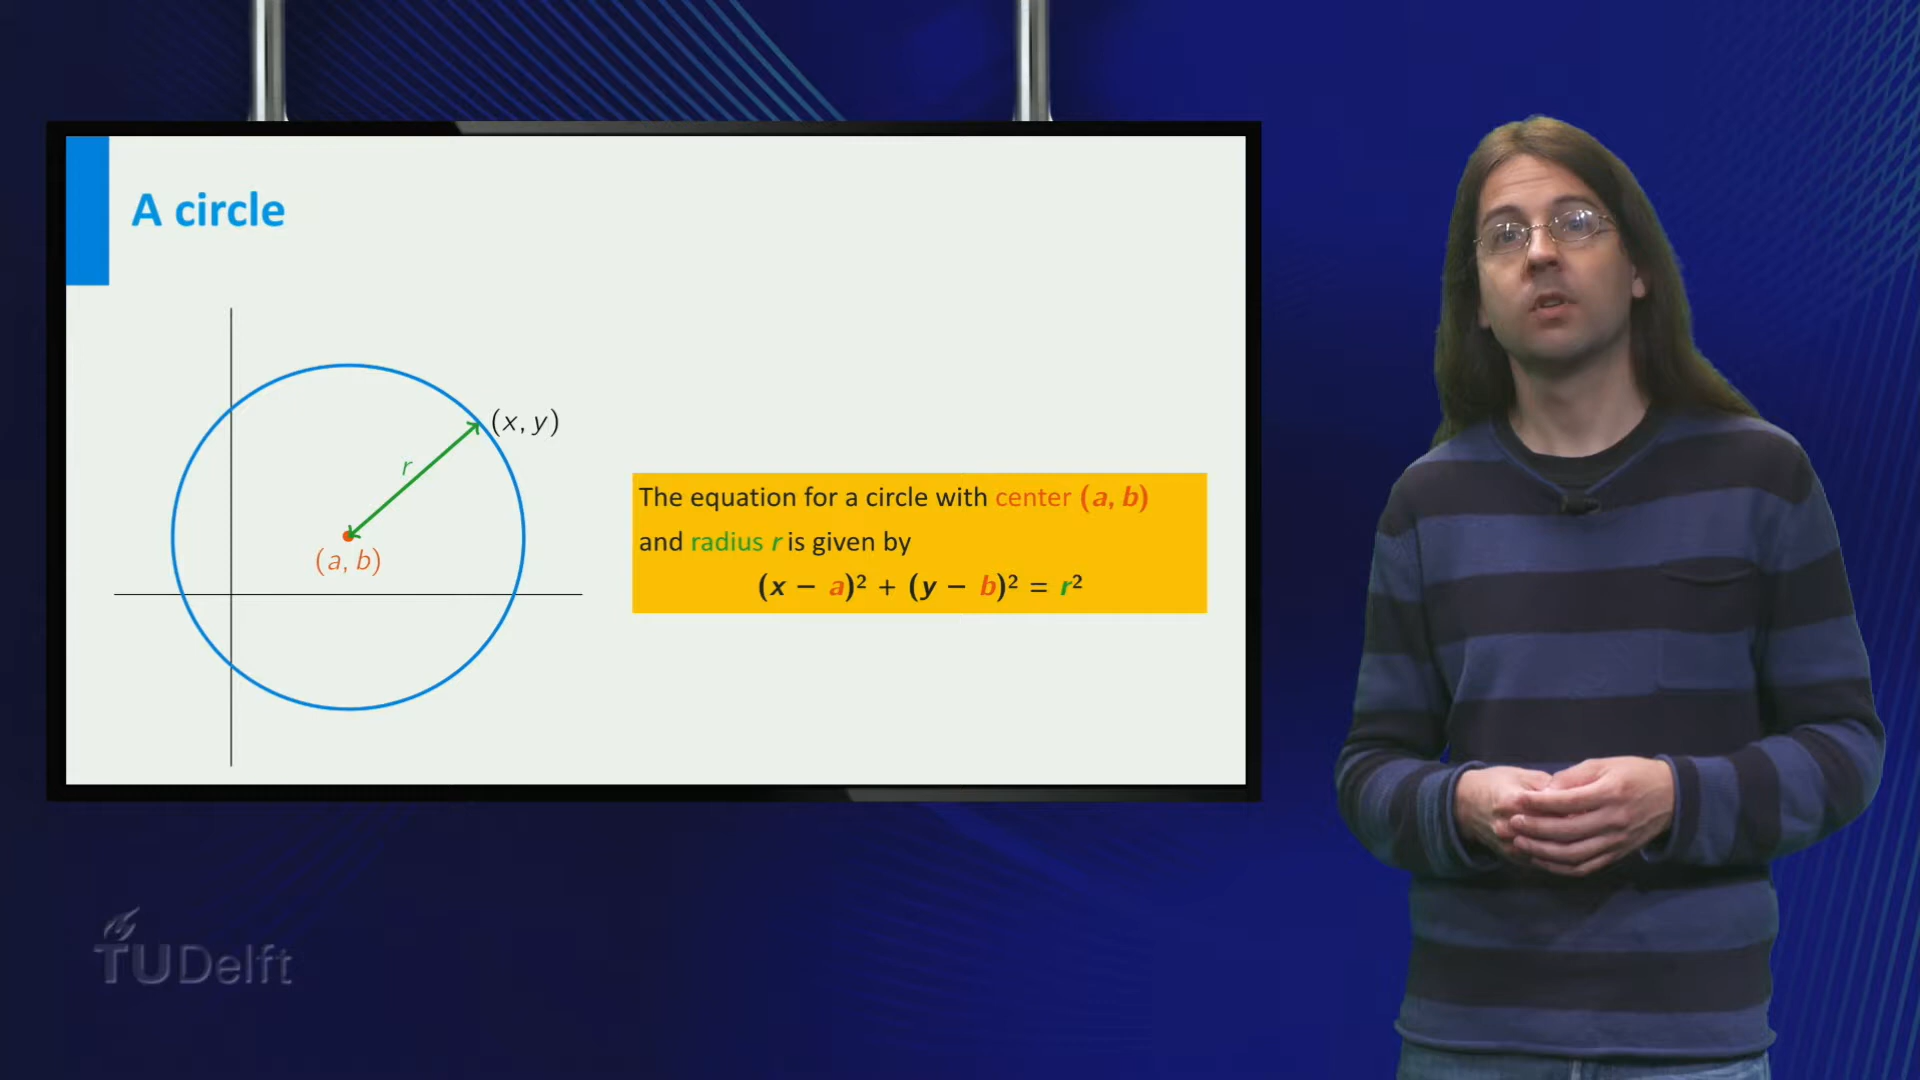 A circle
(x, y)
r
(a, b)
The equation for a circle with center (a, b)
and radius r is given by
(x − a)² + (y − b)² = r²
TUDelft